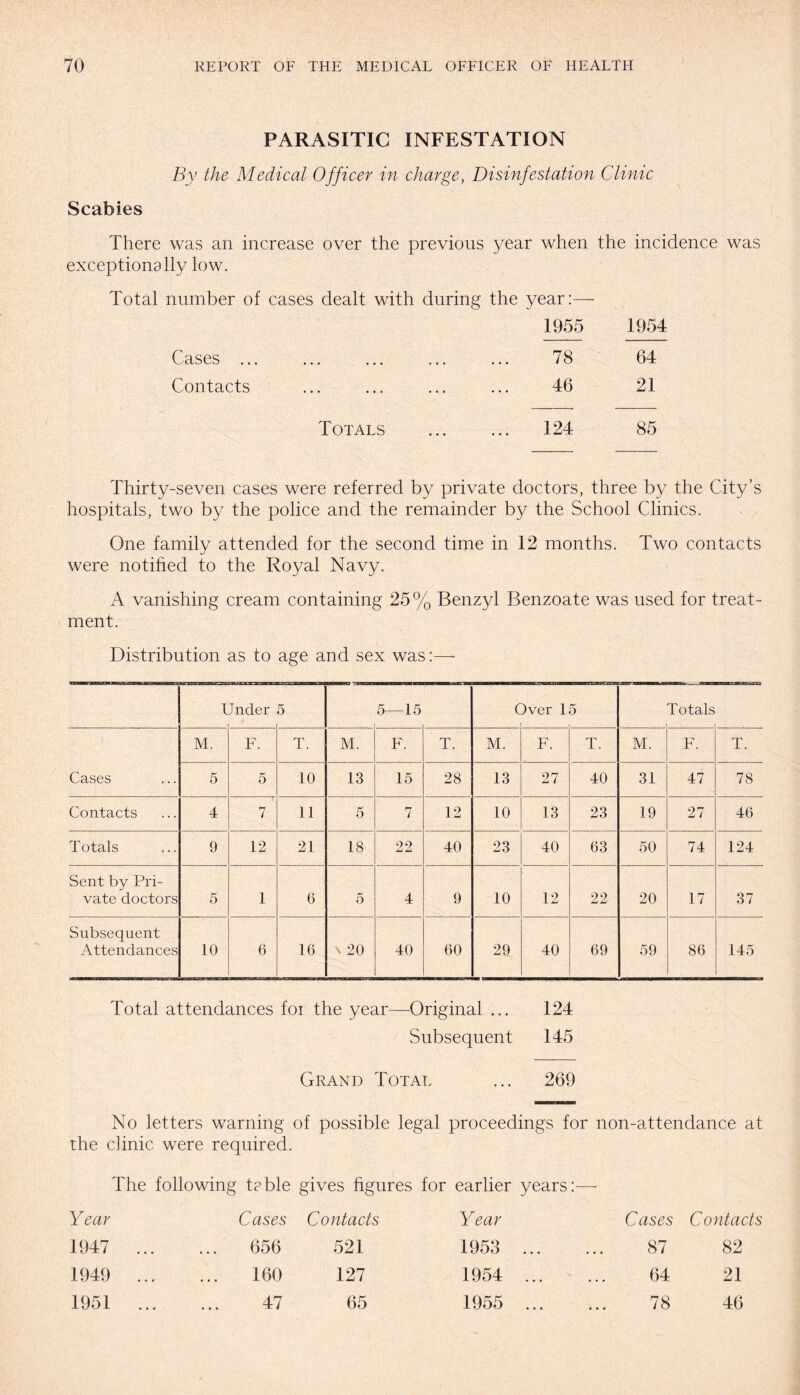 70 REPORT OF THE MEDICAL OFFICER OF HEALTH
PARASITIC INFESTATION
By the Medical Officer in charge, Disinfestation Clinic
Scabies
There was an increase over the previous year when the incidence was
exceptionally low.
Total number of cases dealt with during the year:—
1955 1954
Cases ... ... ... ... ... 78 64
Contacts ... ... ... ... 46 21
Totals ... ... 124 85
Thirty-seven cases were referred by private doctors, three by the City's
hospitals, two by the police and the remainder by the School Clinics.
One family attended for the second time in 12 months. Two contacts
were notified to the Royal Navy.
A vanishing cream containing 25% Benzyl Benzoate was used for treat-
ment.
Distribution as to age and sex was:—
Under 5 5—15 Over 15 Totals
M. F. T. M. F. T. M. F. T. M. F. T.
Cases ... 5 5 10 13 15 28 13 27 40 31 47 78
Contacts ... 4 7 11 5 7 12 10 13 23 19 27 46
Totals ... 9 12 21 18 22 40 23 40 63 50 74 124
Sent by Pri-
vate doctors 5 1 6 5 4 9 10 12 22 20 17 37
Subsequent
Attendances 10 6 16 20 40 60 29 40 69 59 86 145
Total attendances for the year—Original ... 124
Subsequent 145
Grand Total ... 269
No letters warning of possible legal proceedings for non-attendance at
the clinic were required.
The following table gives figures for earlier years:—
Year Cases Contacts Year Cases Contacts
1947 ... ... 656 521 1953 ... ... 87 82
1949 ... ... 160 127 1954 ... ... 64 21
1951 ... ... 47 65 1955 ... ... 78 46